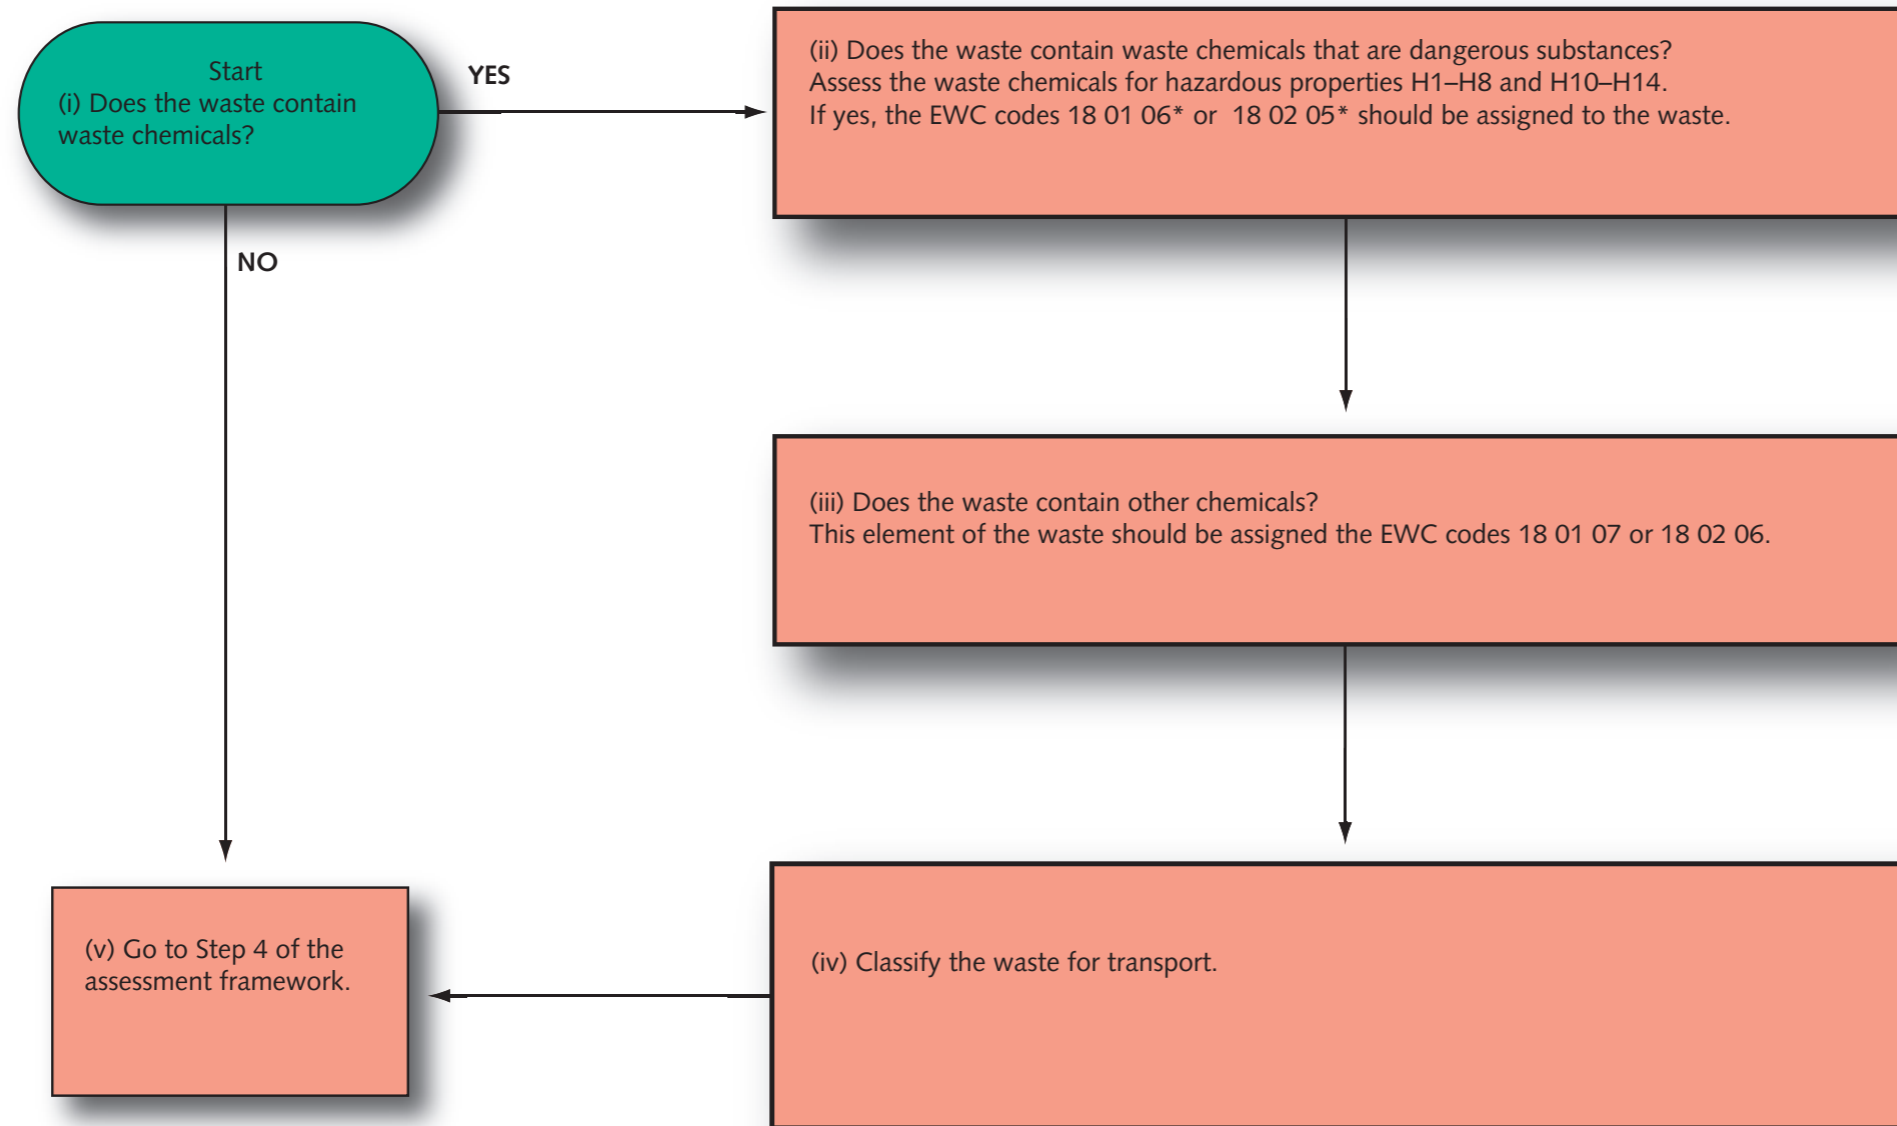 Start
(i) Does the waste contain
waste chemicals?
YES
(ii) Does the waste contain waste chemicals that are dangerous substances?
Assess the waste chemicals for hazardous properties H1–H8 and H10–H14.
If yes, the EWC codes 18 01 06* or 18 02 05* should be assigned to the waste.
NO
(iii) Does the waste contain other chemicals?
This element of the waste should be assigned the EWC codes 18 01 07 or 18 02 06.
(iv) Classify the waste for transport.
(v) Go to Step 4 of the
assessment framework.